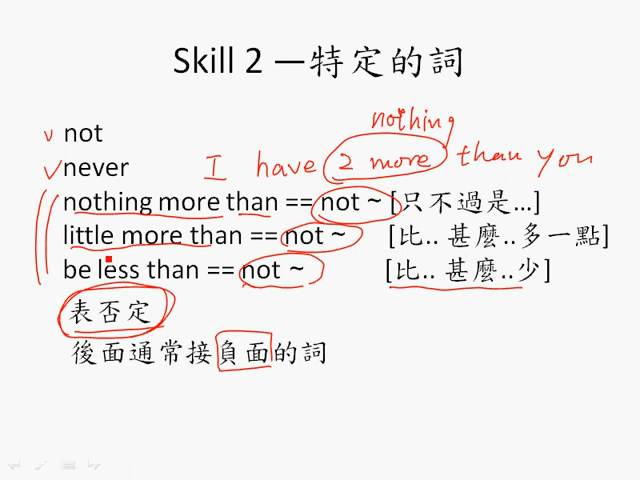 Skill 2 —特定的詞
nothing
not
never
I have 2 more than you
nothing more than == not ~ [只不過是...]
little more than == not ~ [比.. 甚麼..多一點]
be less than == not ~ [比.. 甚麼..少]
表否定
後面通常接負面的詞